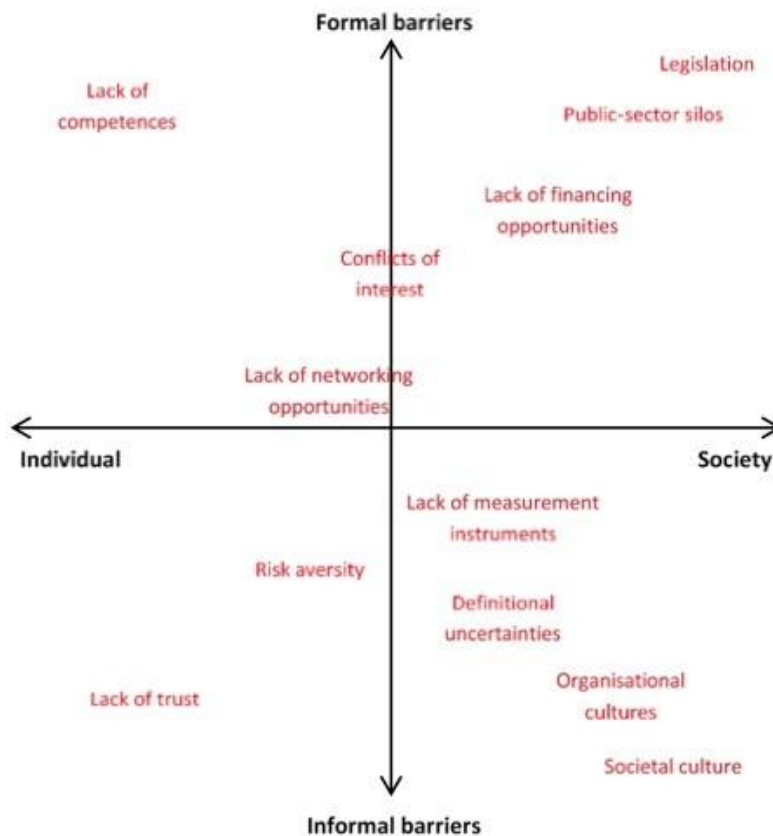 Formal barriers
Legislation
Lack of
competences
Public-sector silos
Lack of financing
opportunities
Conflicts of
interest
Lack of networking
opportunities
Individual
Society
Lack of measurement
instruments
Risk aversity
Definitional
uncertainties
Organisational
cultures
Lack of trust
Societal culture
Informal barriers